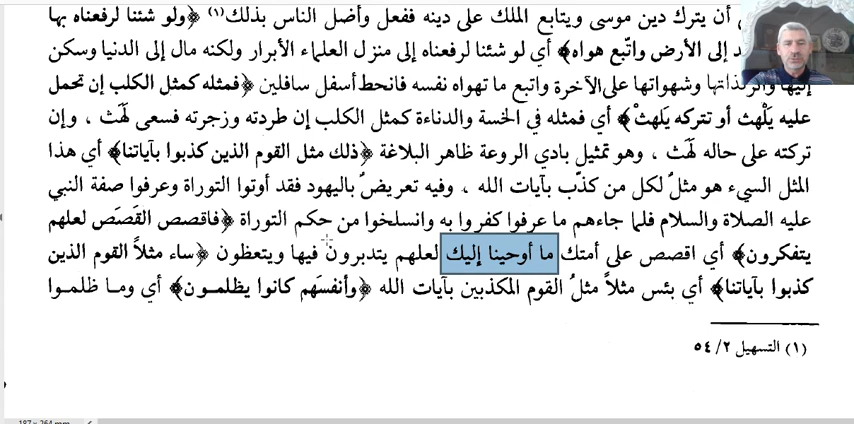 أن يترك دين موسى ويتابع الملك على دينه ففعل وأضل الناس بذلك(١) ﴿ولو شئنا لرفعناه بها
إلى الأرض واتّبع هواه﴾ أي لو شئنا لرفعناه إلى منزل العلماء الأبرار ولكنه مال إلى الدنيا وسكن
إليها وآثر لذاتها وشهواتها على الآخرة واتبع ما تهواه نفسه فانحط أسفل سافلين ﴿فمثله كمثل الكلب إن تحمل
عليه يَلْهث أو تتركه يَلهثْ﴾ أي فمثله في الخسة والدناءة كمثل الكلب إن طردته وزجرته فسعى لَهَث ، وإن
تركته على حاله لَهَث ، وهو تمثيل بادي الروعة ظاهر البلاغة ﴿ذلك مثل القوم الذين كذبوا بآياتنا﴾ أي هذا
المثل السيء هو مثلٌ لكل من كذّب بآيات الله ، وفيه تعريضٌ باليهود فقد أوتوا التوراة وعرفوا صفة النبي
عليه الصلاة والسلام فلما جاءهم ما عرفوا كفروا به وانسلخوا من حكم التوراة ﴿فاقصص القَصَص لعلهم
يتفكرون﴾ أي اقصص على أمتك ما أوحينا إليك لعلهم يتدبرون فيها ويتعظون ﴿ساء مثلاً القوم الذين
كذبوا بآياتنا﴾ أي بئس مثلاً مثلُ القوم المكذبين بآيات الله ﴿وأنفسَهم كانوا يظلمـون﴾ أي ومـا ظلمـوا
(١) التسهيل ٢/ ٥٤